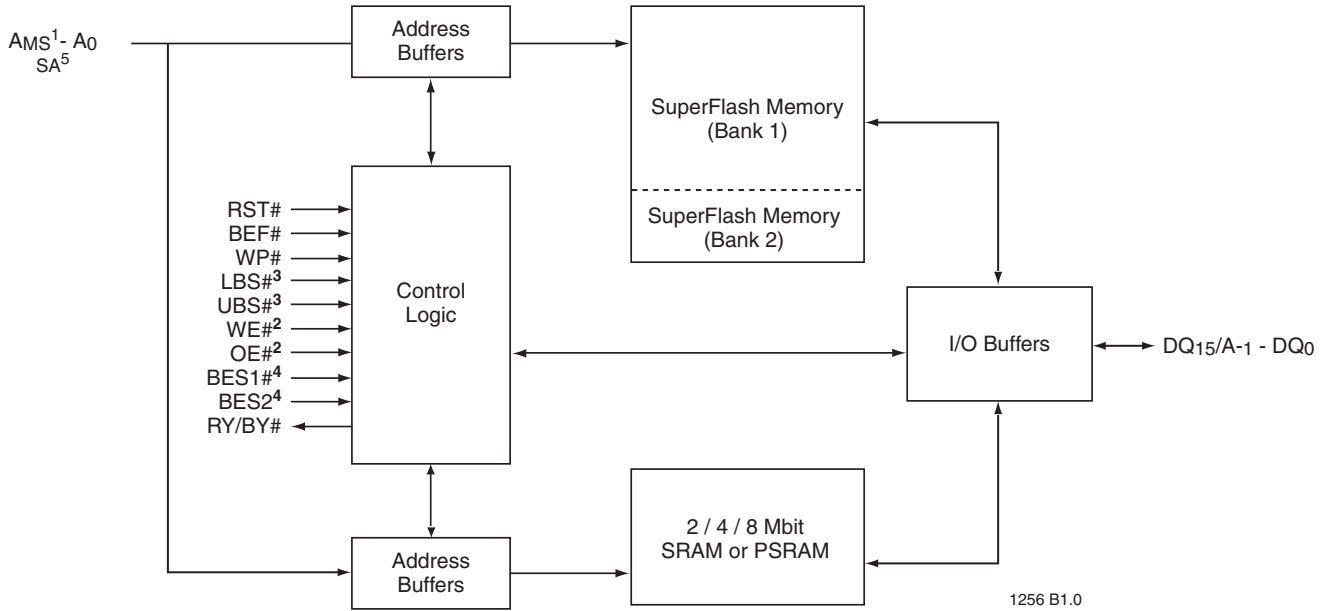 Address
Buffers
AMS¹- A0
SA⁵
SuperFlash Memory
(Bank 1)
SuperFlash Memory
(Bank 2)
RST#
BEF#
WP#
LBS#³
UBS#³
WE#²
OE#²
BES1#⁴
BES2⁴
RY/BY#
Control
Logic
I/O Buffers
DQ15/A-1 - DQ0
2 / 4 / 8 Mbit
SRAM or PSRAM
Address
Buffers
1256 B1.0